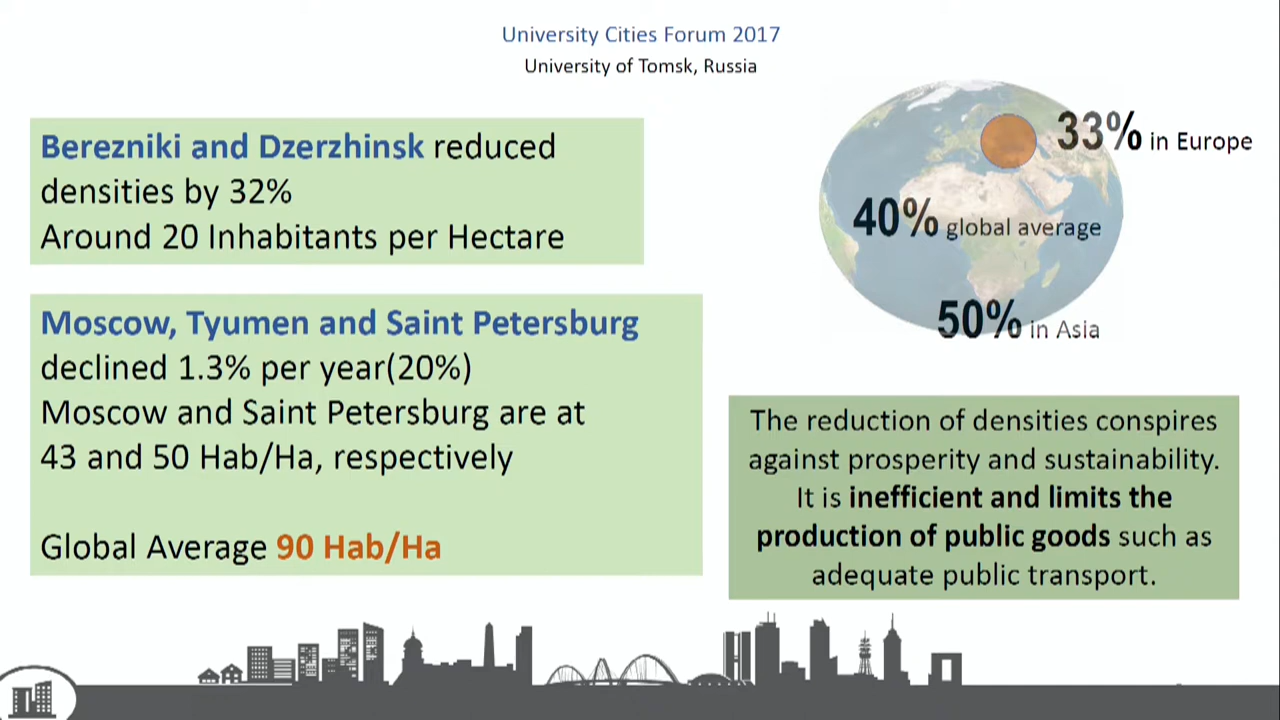 University Cities Forum 2017
University of Tomsk, Russia
Berezniki and Dzerzhinsk reduced
densities by 32%
Around 20 Inhabitants per Hectare
Moscow, Tyumen and Saint Petersburg
declined 1.3% per year(20%)
Moscow and Saint Petersburg are at
43 and 50 Hab/Ha, respectively
Global Average 90 Hab/Ha
33% in Europe
40% global average
50% in Asia
The reduction of densities conspires
against prosperity and sustainability.
It is inefficient and limits the
production of public goods such as
adequate public transport.